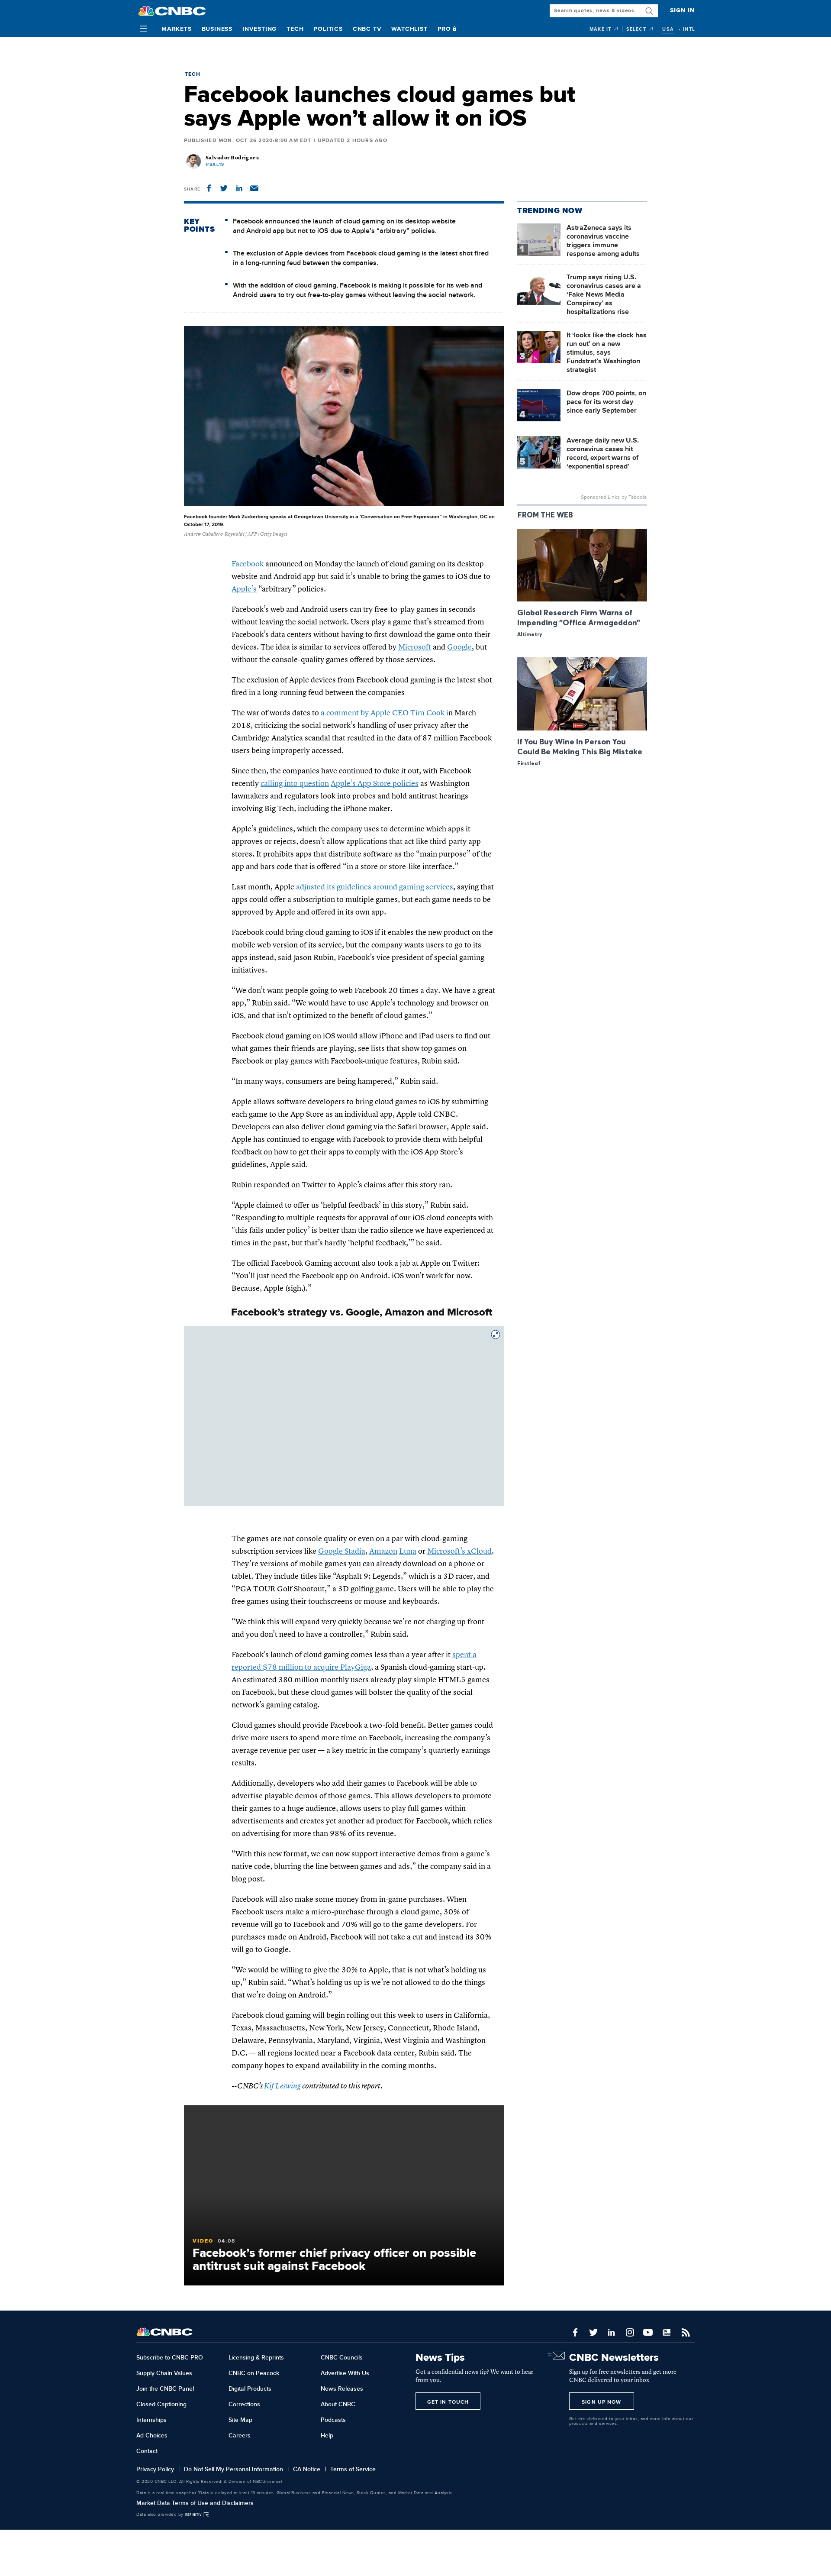 CNBC
Search quotes, news & videos
SIGN IN
MARKETS BUSINESS INVESTING TECH POLITICS CNBC TV WATCHLIST PRO
MAKE IT SELECT USA INTL
TECH
Facebook launches cloud games but
says Apple won’t allow it on iOS
PUBLISHED MON, OCT 26 2020•8:00 AM EDT | UPDATED 2 HOURS AGO
Salvador Rodriguez
@SAL19
SHARE
KEY
POINTS
• Facebook announced the launch of cloud gaming on its desktop website
and Android app but not to iOS due to Apple’s “arbitrary” policies.
• The exclusion of Apple devices from Facebook cloud gaming is the latest shot fired
in a long-running feud between the companies.
• With the addition of cloud gaming, Facebook is making it possible for its web and
Android users to try out free-to-play games without leaving the social network.
Facebook founder Mark Zuckerberg speaks at Georgetown University in a ‘Conversation on Free Expression” in Washington, DC on
October 17, 2019.
Andrew Caballero-Reynolds | AFP | Getty Images
Facebook announced on Monday the launch of cloud gaming on its desktop
website and Android app but said it’s unable to bring the games to iOS due to
Apple’s “arbitrary” policies.
Facebook’s web and Android users can try free-to-play games in seconds
without leaving the social network. Users play a game that’s streamed from
Facebook’s data centers without having to first download the game onto their
devices. The idea is similar to services offered by Microsoft and Google, but
without the console-quality games offered by those services.
The exclusion of Apple devices from Facebook cloud gaming is the latest shot
fired in a long-running feud between the companies
The war of words dates to a comment by Apple CEO Tim Cook in March
2018, criticizing the social network’s handling of user privacy after the
Cambridge Analytica scandal that resulted in the data of 87 million Facebook
users being improperly accessed.
Since then, the companies have continued to duke it out, with Facebook
recently calling into question Apple’s App Store policies as Washington
lawmakers and regulators look into probes and hold antitrust hearings
involving Big Tech, including the iPhone maker.
Apple’s guidelines, which the company uses to determine which apps it
approves or rejects, doesn’t allow applications that act like third-party app
stores. It prohibits apps that distribute software as the “main purpose” of the
app and bars code that is offered “in a store or store-like interface.”
Last month, Apple adjusted its guidelines around gaming services, saying that
apps could offer a subscription to multiple games, but each game needs to be
approved by Apple and offered in its own app.
Facebook could bring cloud gaming to iOS if it enables the new product on the
mobile web version of its service, but the company wants users to go to its
apps instead, said Jason Rubin, Facebook’s vice president of special gaming
initiatives.
“We don’t want people going to web Facebook 20 times a day. We have a great
app,” Rubin said. “We would have to use Apple’s technology and browser on
iOS, and that isn’t optimized to the benefit of cloud games.”
Facebook cloud gaming on iOS would allow iPhone and iPad users to find out
what games their friends are playing, see lists that show top games on
Facebook or play games with Facebook-unique features, Rubin said.
“In many ways, consumers are being hampered,” Rubin said.
Apple allows software developers to bring cloud games to iOS by submitting
each game to the App Store as an individual app, Apple told CNBC.
Developers can also deliver cloud gaming via the Safari browser, Apple said.
Apple has continued to engage with Facebook to provide them with helpful
feedback on how to get their apps to comply with the iOS App Store’s
guidelines, Apple said.
Rubin responded on Twitter to Apple’s claims after this story ran.
“Apple claimed to offer us ‘helpful feedback’ in this story,” Rubin said.
“Responding to multiple requests for approval of our iOS cloud concepts with
“this fails under policy’ is better than the radio silence we have experienced at
times in the past, but that’s hardly ‘helpful feedback,’” he said.
The official Facebook Gaming account also took a jab at Apple on Twitter:
“You’ll just need the Facebook app on Android. iOS won’t work for now.
Because, Apple (sigh.).”
Facebook’s strategy vs. Google, Amazon and Microsoft
The games are not console quality or even on a par with cloud-gaming
subscription services like Google Stadia, Amazon Luna or Microsoft’s xCloud.
They’re versions of mobile games you can already download on a phone or
tablet. They include titles like “Asphalt 9: Legends,” which is a 3D racer, and
“PGA TOUR Golf Shootout,” a 3D golfing game. Users will be able to play the
free games using their touchscreens or mouse and keyboards.
“We think this will expand very quickly because we’re not charging up front
and you don’t need to have a controller,” Rubin said.
Facebook’s launch of cloud gaming comes less than a year after it spent a
reported $78 million to acquire PlayGiga, a Spanish cloud-gaming start-up.
An estimated 380 million monthly users already play simple HTML5 games
on Facebook, but these cloud games will bolster the quality of the social
network’s gaming catalog.
Cloud games should provide Facebook a two-fold benefit. Better games could
drive more users to spend more time on Facebook, increasing the company’s
average revenue per user — a key metric in the company’s quarterly earnings
results.
Additionally, developers who add their games to Facebook will be able to
advertise playable demos of those games. This allows developers to promote
their games to a huge audience, allows users to play full games within
advertisements and creates yet another ad product for Facebook, which relies
on advertising for more than 98% of its revenue.
“With this new format, we can now support interactive demos from a game’s
native code, blurring the line between games and ads,” the company said in a
blog post.
Facebook will also make some money from in-game purchases. When
Facebook users make a micro-purchase through a cloud game, 30% of
revenue will go to Facebook and 70% will go to the game developers. For
purchases made on Android, Facebook will not take a cut and instead its 30%
will go to Google.
“We would be willing to give the 30% to Apple, that is not what’s holding us
up,” Rubin said. “What’s holding us up is we’re not allowed to do the things
that we’re doing on Android.”
Facebook cloud gaming will begin rolling out this week to users in California,
Texas, Massachusetts, New York, New Jersey, Connecticut, Rhode Island,
Delaware, Pennsylvania, Maryland, Virginia, West Virginia and Washington
D.C. — all regions located near a Facebook data center, Rubin said. The
company hopes to expand availability in the coming months.
--CNBC’s Kif Leswing contributed to this report.
VIDEO 04:08
Facebook’s former chief privacy officer on possible
antitrust suit against Facebook
TRENDING NOW
1
AstraZeneca says its
coronavirus vaccine
triggers immune
response among adults
2
Trump says rising U.S.
coronavirus cases are a
‘Fake News Media
Conspiracy’ as
hospitalizations rise
3
It ‘looks like the clock has
run out’ on a new
stimulus, says
Fundstrat’s Washington
strategist
4
Dow drops 700 points, on
pace for its worst day
since early September
5
Average daily new U.S.
coronavirus cases hit
record, expert warns of
‘exponential spread’
Sponsored Links by Taboola
FROM THE WEB
Global Research Firm Warns of
Impending “Office Armageddon”
Altimetry
If You Buy Wine In Person You
Could Be Making This Big Mistake
Firstleaf
CNBC
Subscribe to CNBC PRO
Supply Chain Values
Join the CNBC Panel
Closed Captioning
Internships
Ad Choices
Contact
Licensing & Reprints
CNBC on Peacock
Digital Products
Corrections
Site Map
Careers
CNBC Councils
Advertise With Us
News Releases
About CNBC
Podcasts
Help
News Tips
Got a confidential news tip? We want to hear
from you.
GET IN TOUCH
CNBC Newsletters
Sign up for free newsletters and get more
CNBC delivered to your inbox
SIGN UP NOW
Get this delivered to your inbox, and more info about our
products and services.
Privacy Policy | Do Not Sell My Personal Information | CA Notice | Terms of Service
© 2020 CNBC LLC. All Rights Reserved. A Division of NBCUniversal
Data is a real-time snapshot *Data is delayed at least 15 minutes. Global Business and Financial News, Stock Quotes, and Market Data and Analysis.
Market Data Terms of Use and Disclaimers
Data also provided by REFINITIV